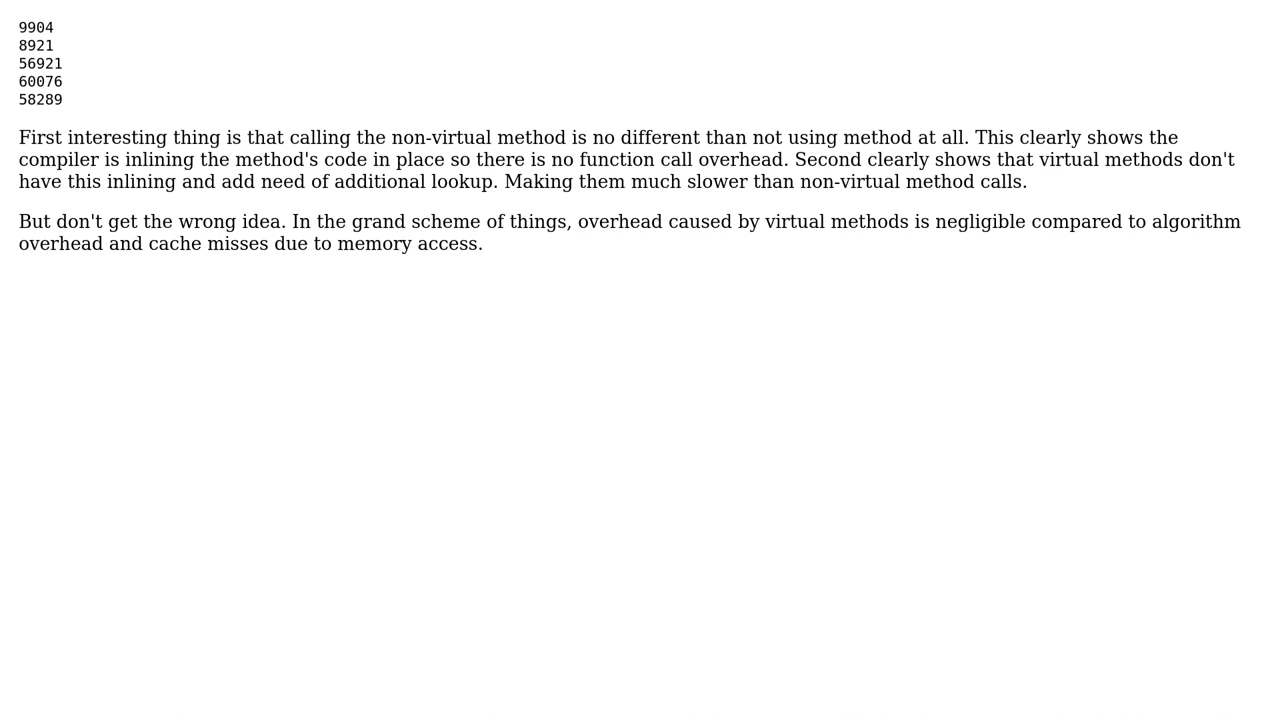 9904
8921
56921
60076
58289
First interesting thing is that calling the non-virtual method is no different than not using method at all. This clearly shows the
compiler is inlining the method's code in place so there is no function call overhead. Second clearly shows that virtual methods don't
have this inlining and add need of additional lookup. Making them much slower than non-virtual method calls.
But don't get the wrong idea. In the grand scheme of things, overhead caused by virtual methods is negligible compared to algorithm
overhead and cache misses due to memory access.